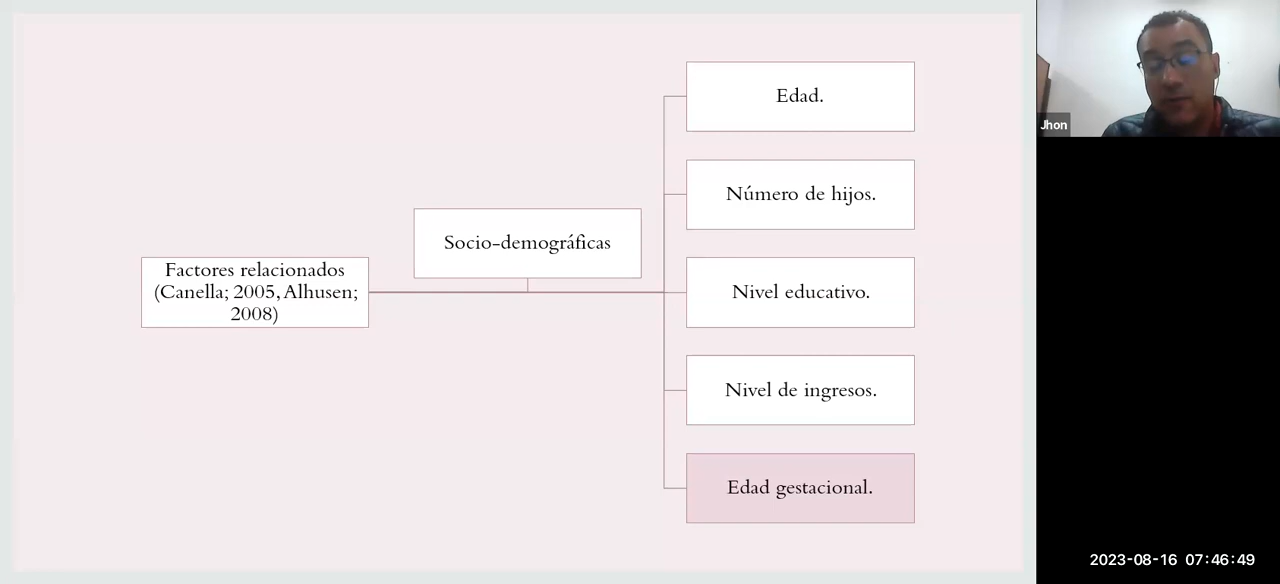 Factores relacionados
(Canella; 2005, Alhusen;
2008)
Socio-demográficas
Edad.
Número de hijos.
Nivel educativo.
Nivel de ingresos.
Edad gestacional.
Jhon
2023-08-16 07:46:49